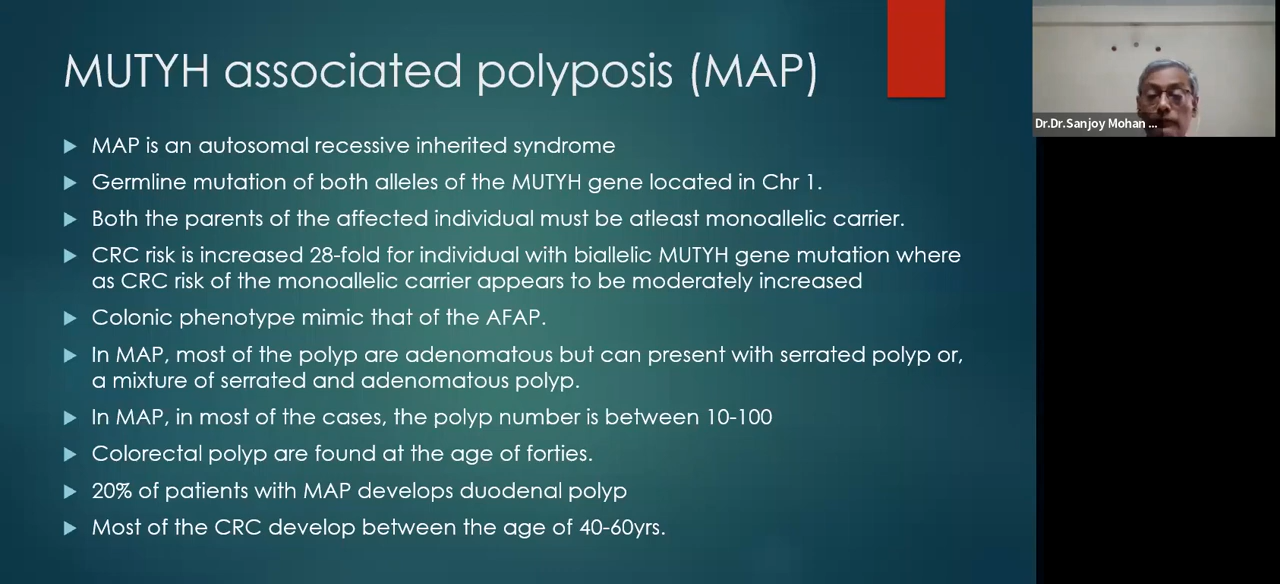 MUTYH associated polyposis (MAP)
Dr.Dr.Sanjoy Mohan ...
MAP is an autosomal recessive inherited syndrome
Germline mutation of both alleles of the MUTYH gene located in Chr 1.
Both the parents of the affected individual must be atleast monoallelic carrier.
CRC risk is increased 28-fold for individual with biallelic MUTYH gene mutation where
as CRC risk of the monoallelic carrier appears to be moderately increased
Colonic phenotype mimic that of the AFAP.
In MAP, most of the polyp are adenomatous but can present with serrated polyp or,
a mixture of serrated and adenomatous polyp.
In MAP, in most of the cases, the polyp number is between 10-100
Colorectal polyp are found at the age of forties.
20% of patients with MAP develops duodenal polyp
Most of the CRC develop between the age of 40-60yrs.